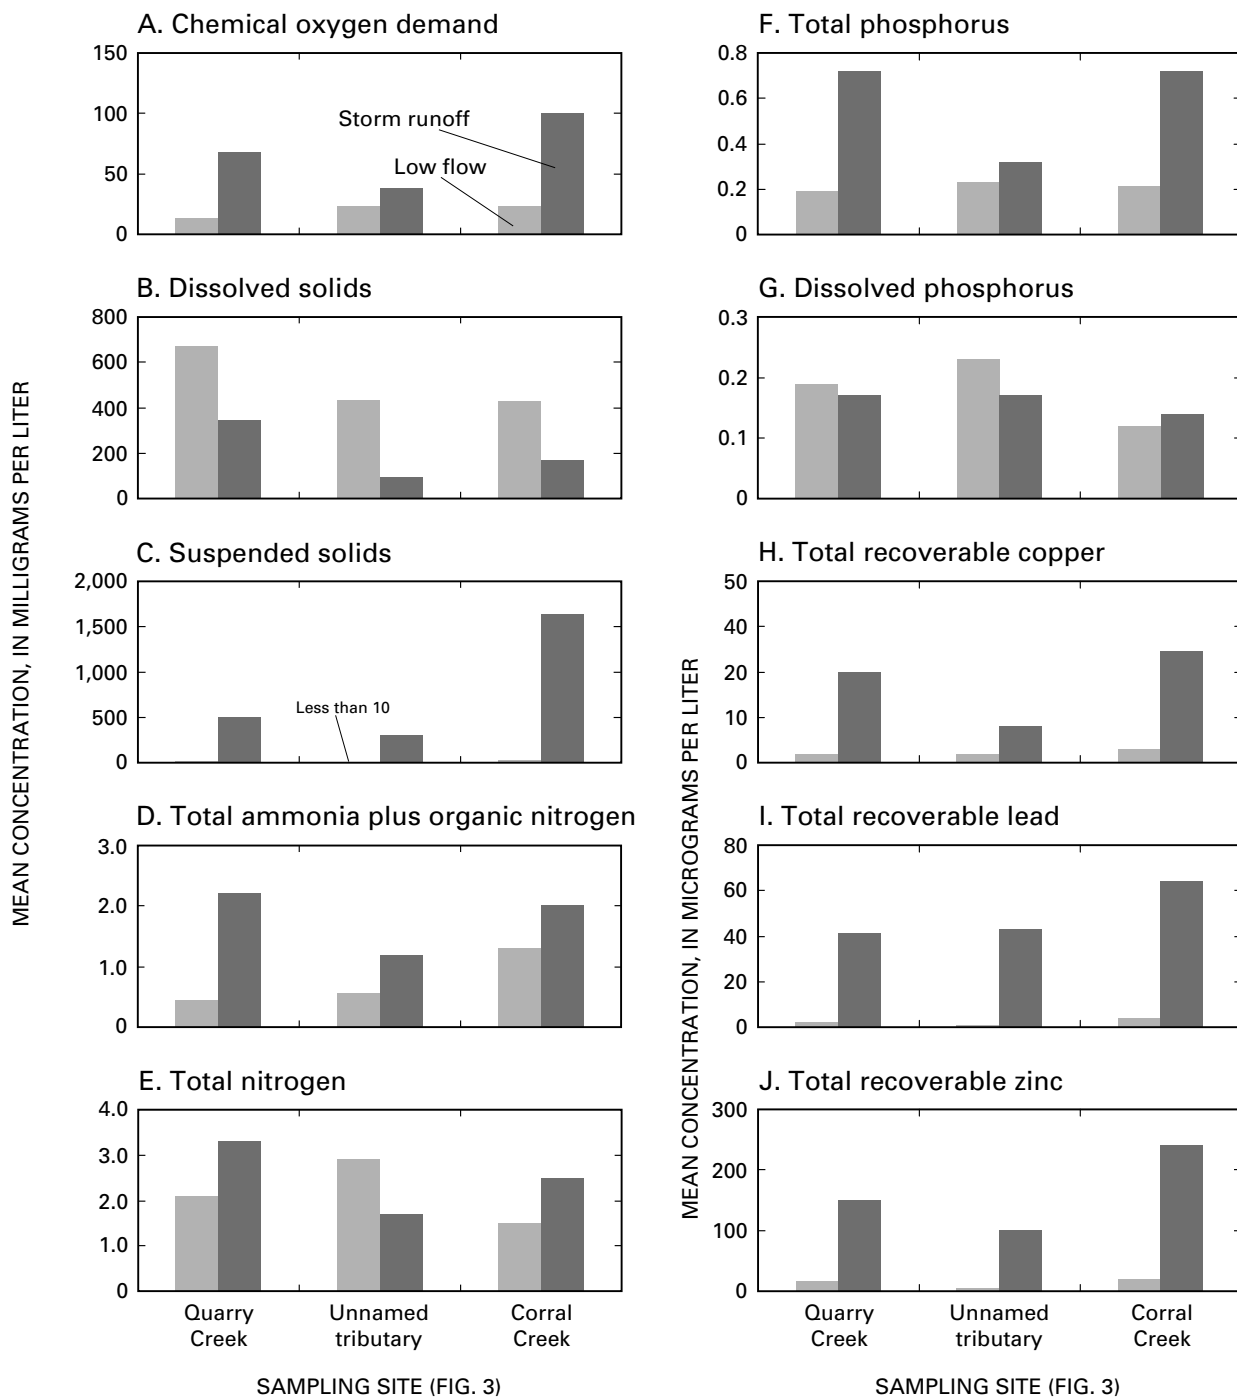 A. Chemical oxygen demand
150
100
50
0
Storm runoff
Low flow
B. Dissolved solids
800
600
400
200
0
C. Suspended solids
2,000
1,500
1,000
500
0
Less than 10
D. Total ammonia plus organic nitrogen
3.0
2.0
1.0
0
E. Total nitrogen
4.0
3.0
2.0
1.0
0
Quarry
Creek
Unnamed
tributary
Corral
Creek
SAMPLING SITE (FIG. 3)
MEAN CONCENTRATION, IN MILLIGRAMS PER LITER
F. Total phosphorus
0.8
0.6
0.4
0.2
0
G. Dissolved phosphorus
0.3
0.2
0.1
0
H. Total recoverable copper
50
40
20
10
0
I. Total recoverable lead
80
60
40
20
0
J. Total recoverable zinc
300
200
100
0
Quarry
Creek
Unnamed
tributary
Corral
Creek
SAMPLING SITE (FIG. 3)
MEAN CONCENTRATION, IN MICROGRAMS PER LITER